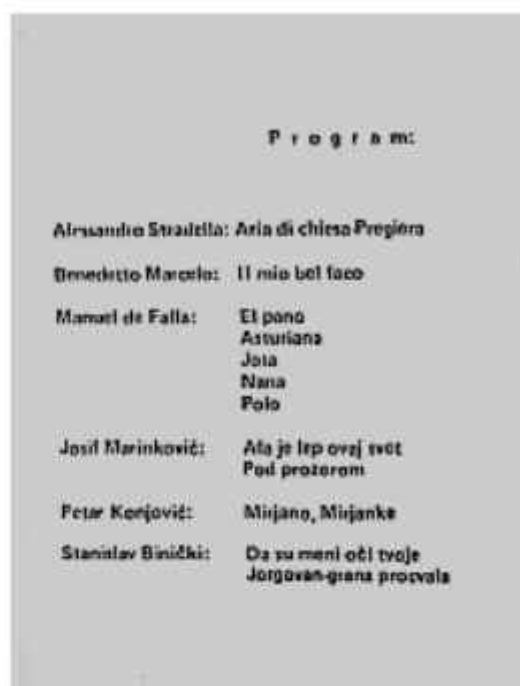 Program:
Alessandro Stradella: Aria di chiesa Pregiera
Benedetto Marcelo: Il mio bel faco
Manuel de Falla: El pano
Asturiana
Jota
Nana
Polo
Josif Marinković: Ala je lep ovaj svet
Pod prozorom
Petar Konjović: Mirjano, Mirjanke
Stanislav Binički: Da su meni oči tvoje
Jorgovan-grana procvala